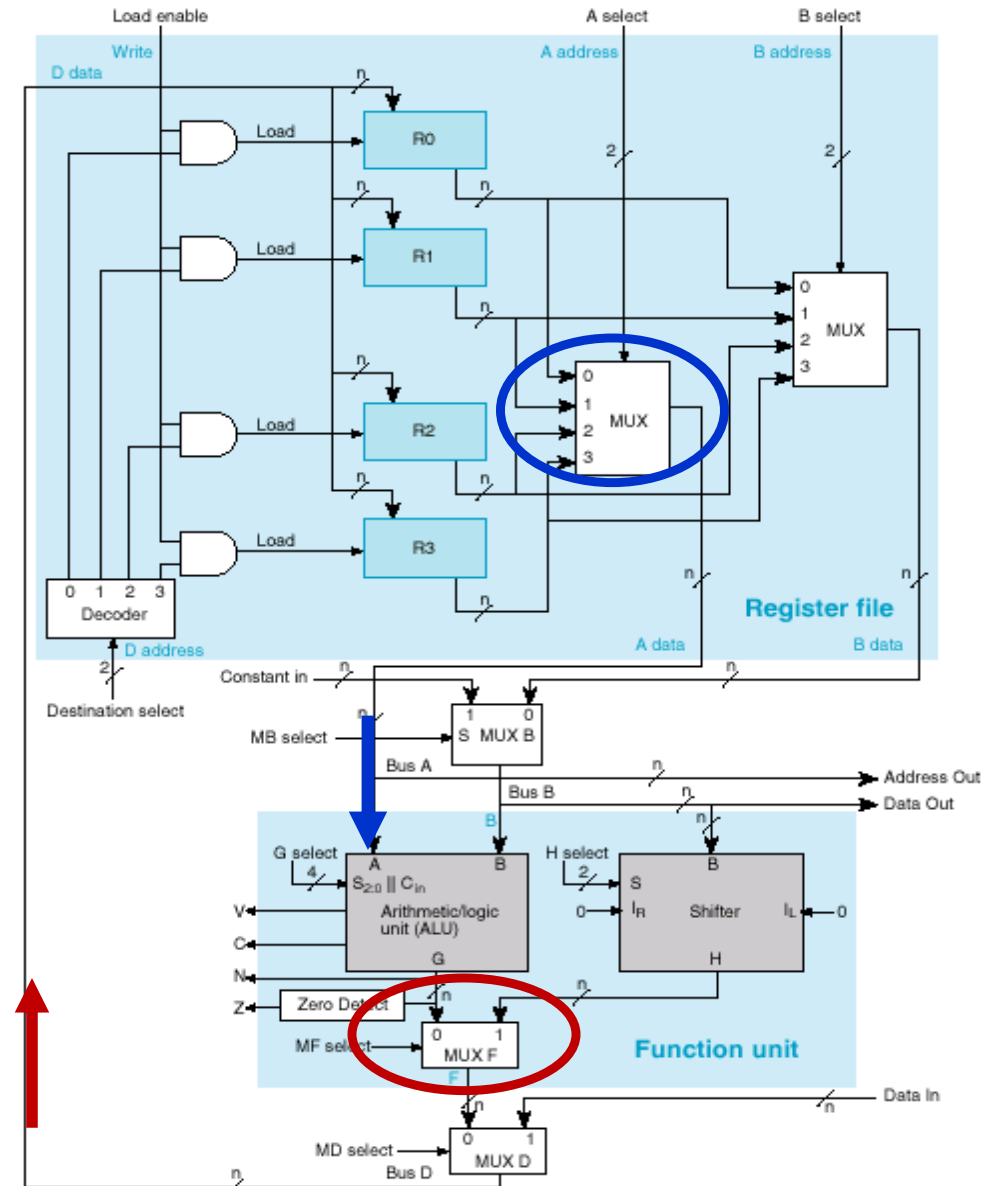 Load enable
A select
B select
Write
A address
B address
D data
n
Load
R0
2
2
n
n
Load
R1
0
1
2
3
MUX
n
n
0
1
2
3
MUX
Load
R2
n
n
Load
R3
n
n
n
0 1 2 3
Decoder
Register file
D address
A data
B data
2
Constant in
n
n
Destination select
n
1 0
S MUX B
MB select
Bus A
n
Address Out
Bus B
n
Data Out
B
n
G select
A
B
H select
B
4
S2:0 || Cin
2
S
V
Arithmetic/logic
unit (ALU)
0
IR
Shifter
IL
0
C
G
H
N
n
n
Z
Zero Detect
0 1
MF select
MUX F
Function unit
F
n
Data In
n
0 1
MD select
MUX D
n
Bus D